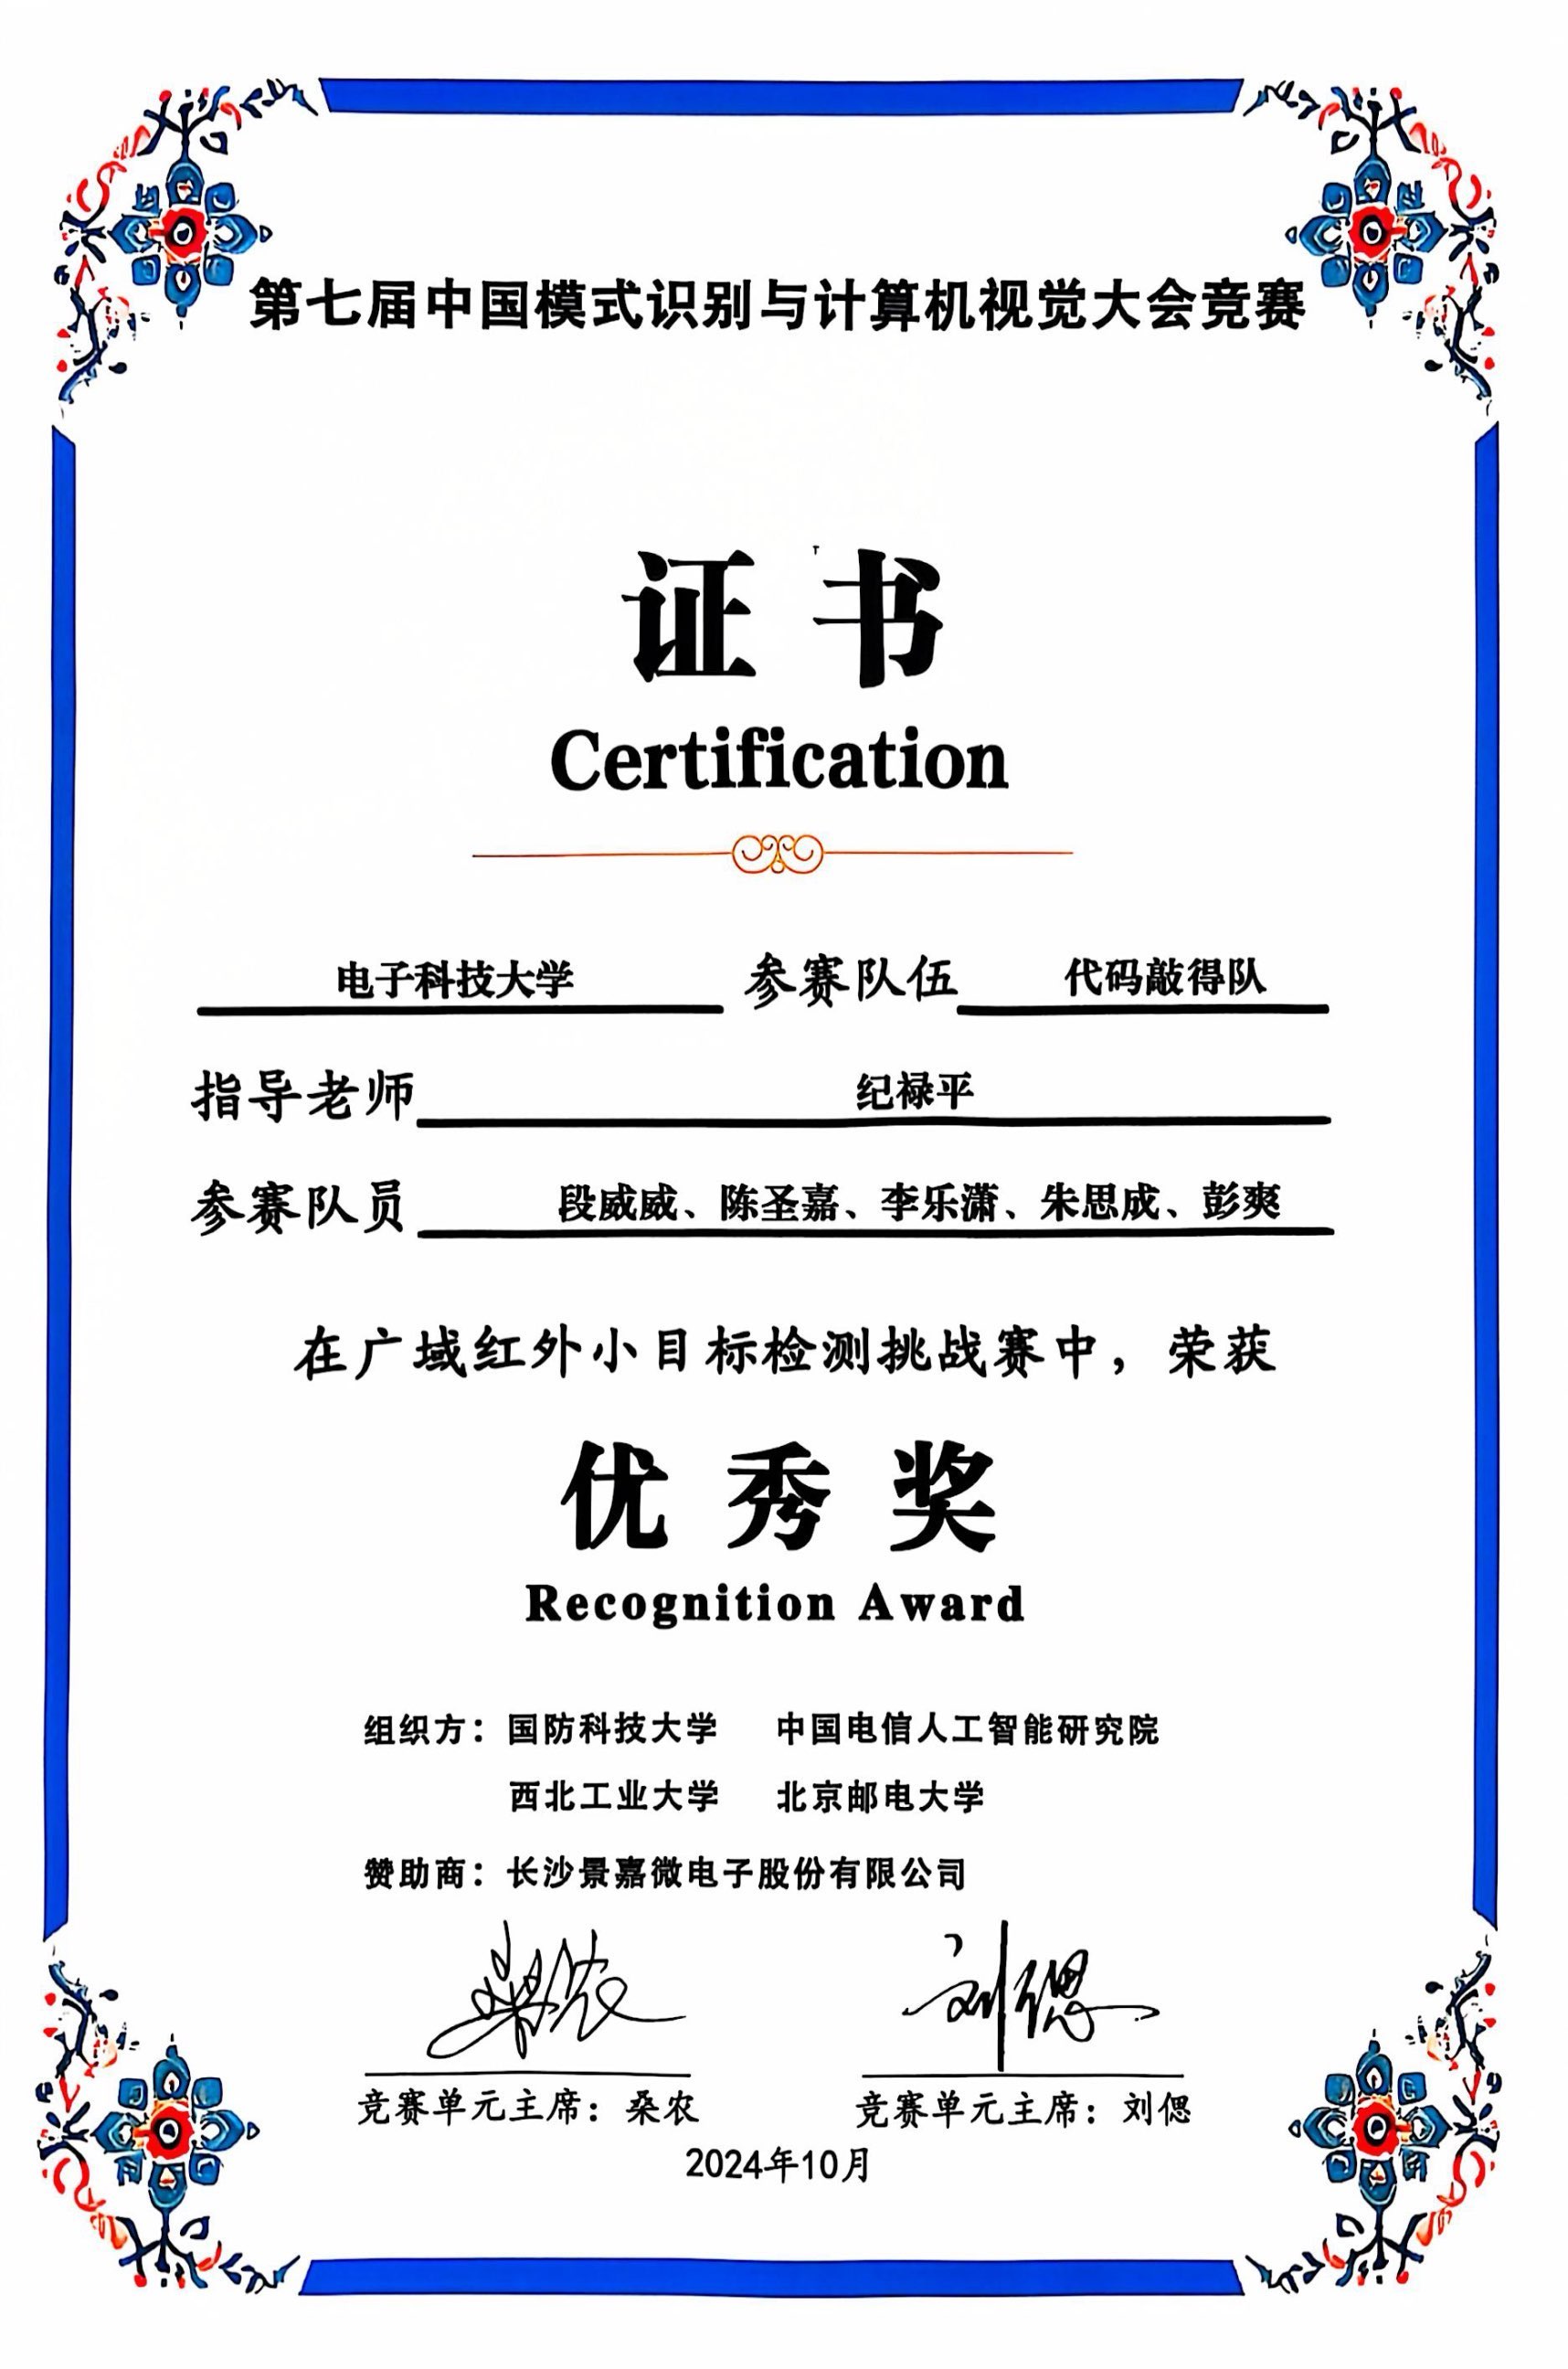 第七届中国模式识别与计算机视觉大会竞赛
证书
Certification
电子科技大学 参赛队伍 代码敲得队
指导老师 纪禄平
参赛队员 段威威、陈圣嘉、李乐潇、朱思成、彭爽
在广域红外小目标检测挑战赛中，荣获
优秀奖
Recognition Award
组织方：国防科技大学 中国电信人工智能研究院
西北工业大学 北京邮电大学
赞助商：长沙景嘉微电子股份有限公司
桑农 刘偲
竞赛单元主席：桑农 竞赛单元主席：刘偲
2024年10月